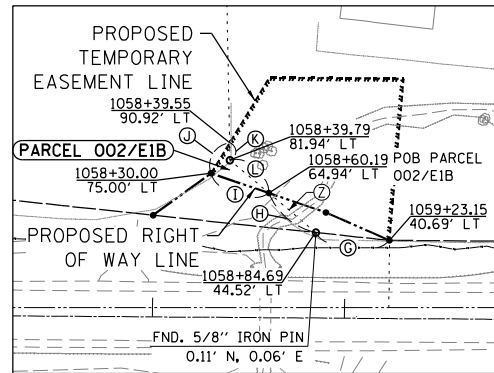 PROPOSED
TEMPORARY
EASEMENT LINE
1058+39.55
90.92' LT
J
K
1058+39.79
81.94' LT
PARCEL 002/E1B
L
1058+60.19
64.94' LT
POB PARCEL
002/E1B
1058+30.00
75.00' LT
I
Z
1059+23.15
40.69' LT
H
PROPOSED RIGHT
OF WAY LINE
G
1058+84.69
44.52' LT
FND. 5/8'' IRON PIN
0.11' N, 0.06' E